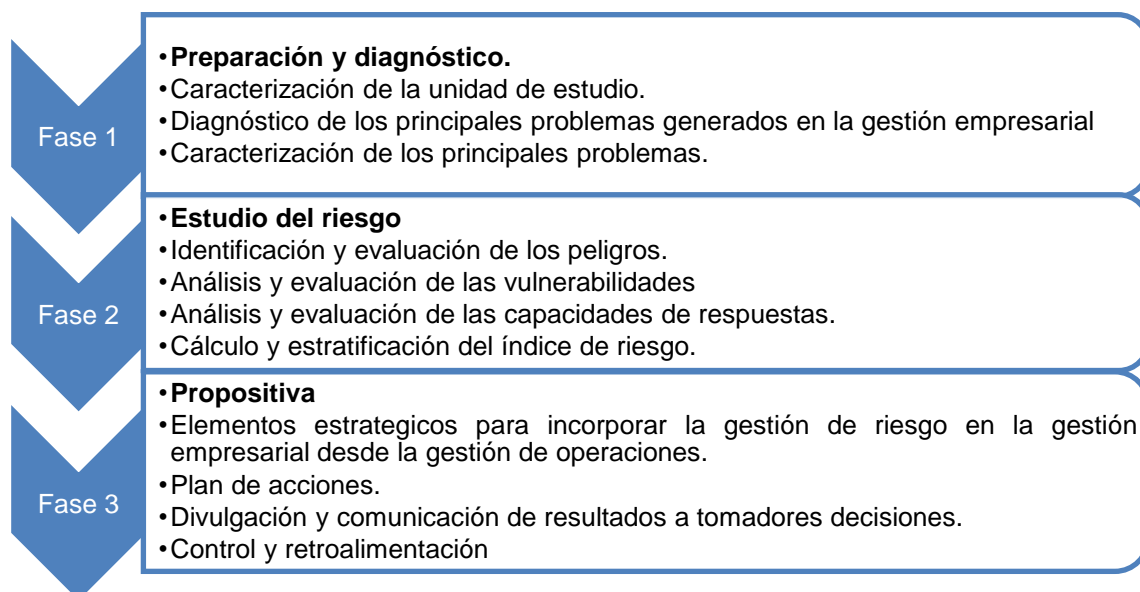 Fase 1
•Preparación y diagnóstico.
•Caracterización de la unidad de estudio.
•Diagnóstico de los principales problemas generados en la gestión empresarial
•Caracterización de los principales problemas.
Fase 2
•Estudio del riesgo
•Identificación y evaluación de los peligros.
•Análisis y evaluación de las vulnerabilidades
•Análisis y evaluación de las capacidades de respuestas.
•Cálculo y estratificación del índice de riesgo.
Fase 3
•Propositiva
•Elementos estrategicos para incorporar la gestión de riesgo en la gestión
empresarial desde la gestión de operaciones.
•Plan de acciones.
•Divulgación y comunicación de resultados a tomadores decisiones.
•Control y retroalimentación